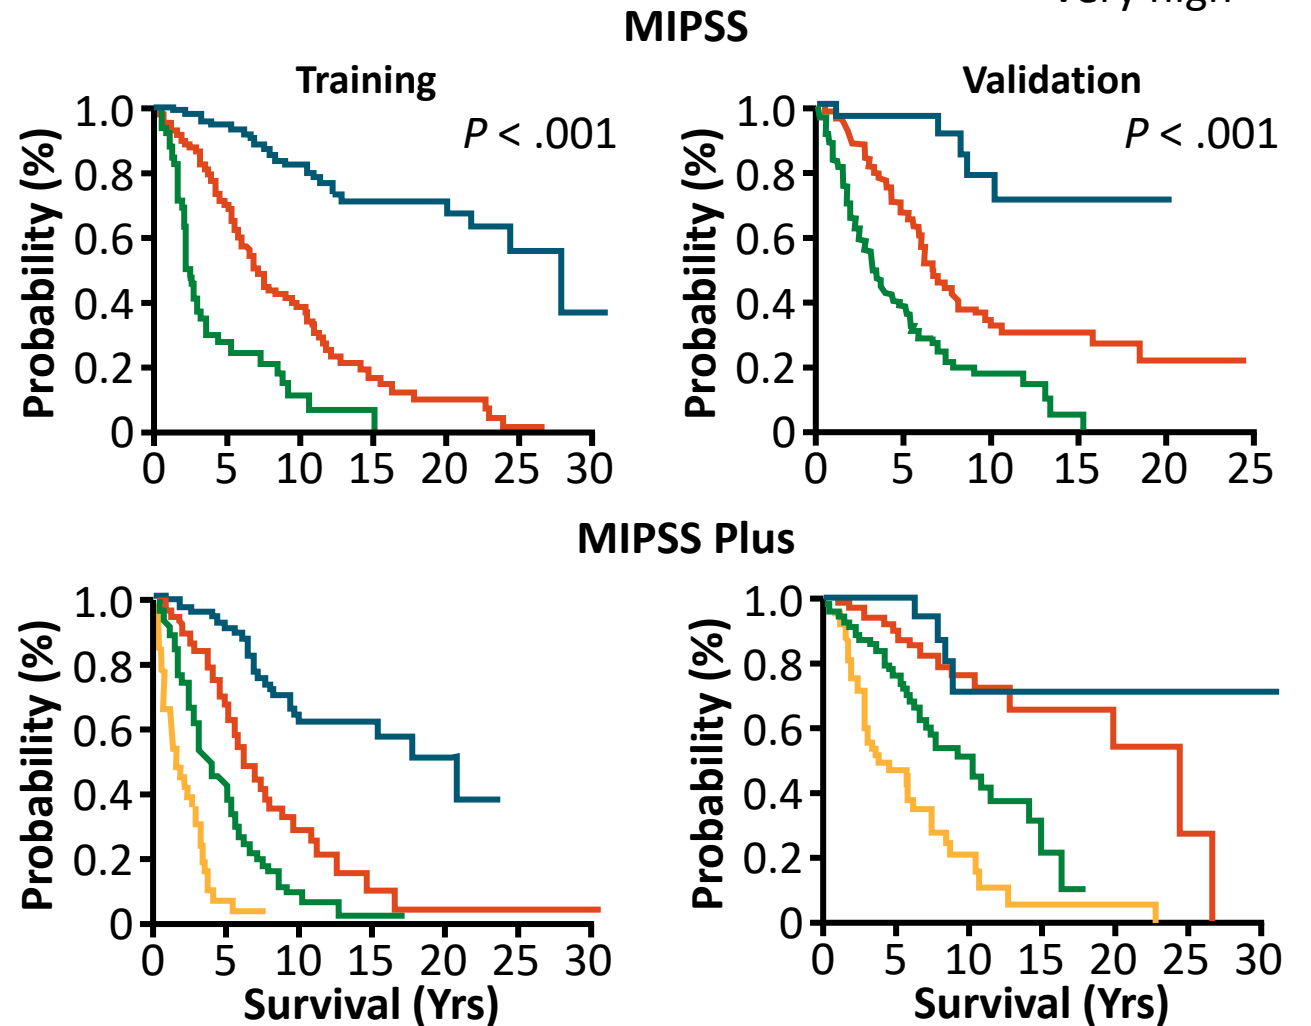 Very high
MIPSS
Training
Validation
Probability (%)
1.0
0.8
0.6
0.4
0.2
0
P < .001
0 5 10 15 20 25 30
Probability (%)
1.0
0.8
0.6
0.4
0.2
0
P < .001
0 5 10 15 20 25
MIPSS Plus
Probability (%)
1.0
0.8
0.6
0.4
0.2
0
0 5 10 15 20 25 30
Survival (Yrs)
Probability (%)
1.0
0.8
0.6
0.4
0.2
0
0 5 10 15 20 25 30
Survival (Yrs)